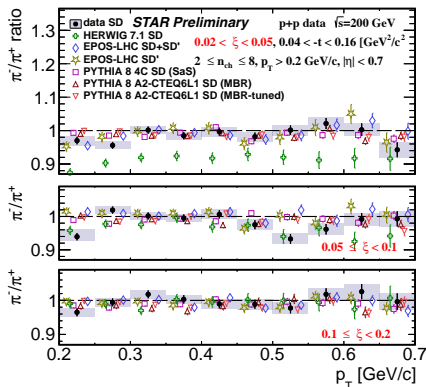 π⁻/π⁺ ratio
data SD STAR Preliminary p+p data √s=200 GeV
HERWIG 7.1 SD
EPOS-LHC SD+SD'
EPOS-LHC SD'
PYTHIA 8 4C SD (SaS)
PYTHIA 8 A2-CTEQ6L1 SD (MBR)
PYTHIA 8 A2-CTEQ6L1 SD (MBR-tuned)
0.02 < ξ < 0.05, 0.04 < -t < 0.16 [GeV²/c²
2 ≤ n_ch ≤ 8, p_T > 0.2 GeV/c, |η| < 0.7
1.3
1.2
1.1
1
0.9
π⁻/π⁺
1.1
1
0.9
0.05 ≤ ξ < 0.1
π⁻/π⁺
1.1
1
0.9
0.1 ≤ ξ < 0.2
0.2 0.3 0.4 0.5 0.6 0.7
p_T [GeV/c]